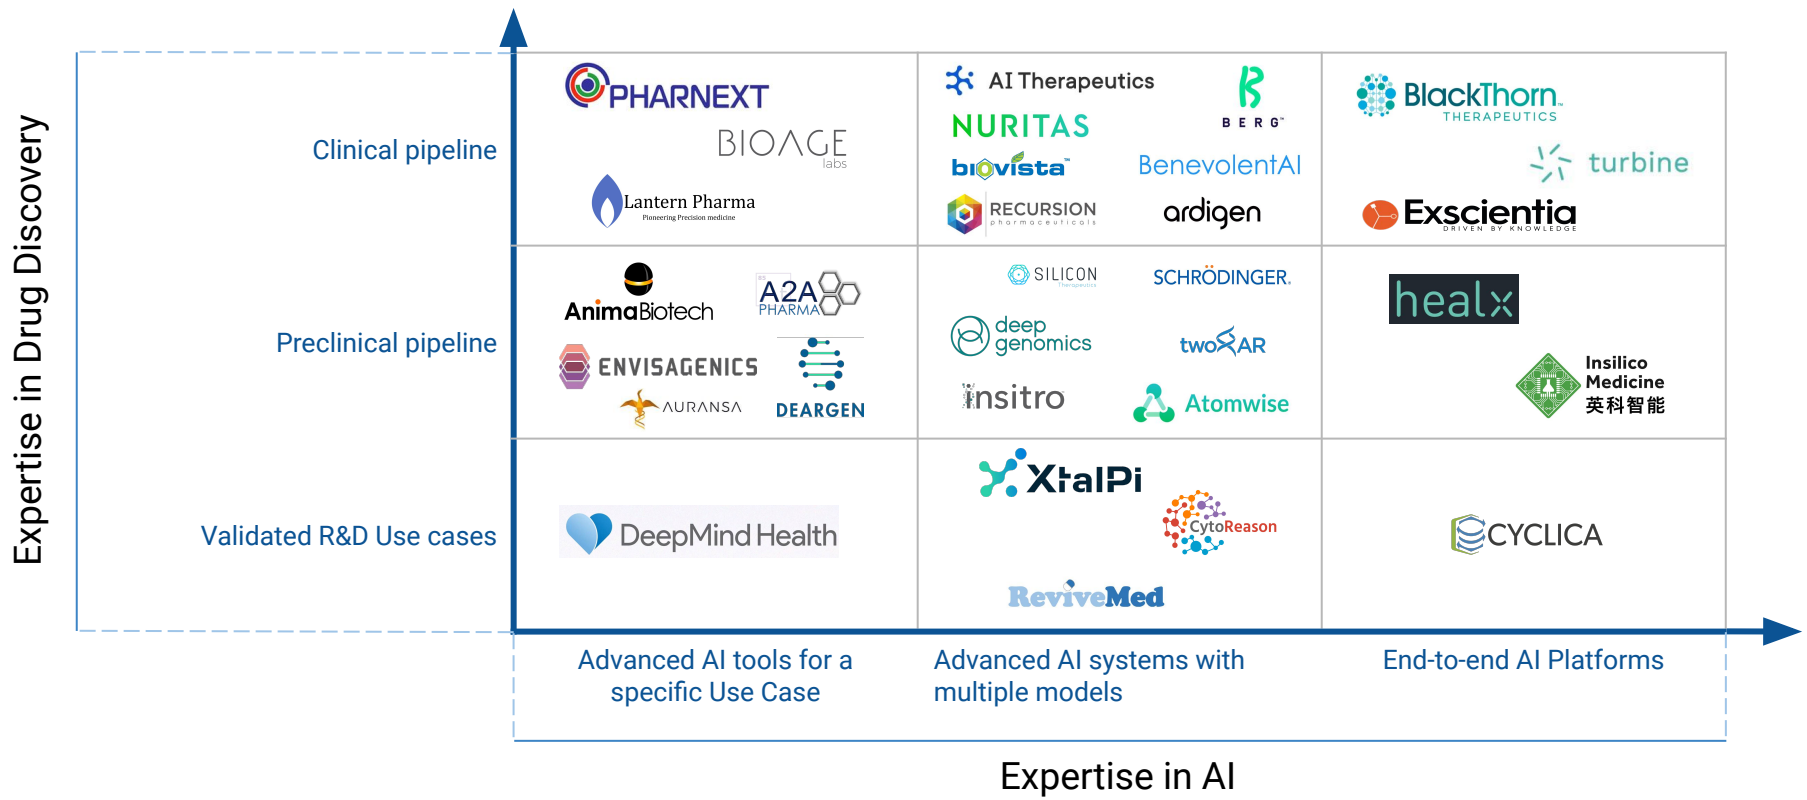 Expertise in Drug Discovery
Clinical pipeline
PHARNEXT
BIOAGE
labs
Lantern Pharma
Pioneering Precision medicine
AI Therapeutics
BERG™
NURITAS
biovista™
BenevolentAI
RECURSION
pharmaceuticals
ardigen
BlackThorn™
THERAPEUTICS
turbine
Exscientia
DRIVEN BY KNOWLEDGE
Preclinical pipeline
AnimaBiotech
A2A
PHARMA
ENVISAGENICS
AURANSA
DEARGEN
SILICON
Therapeutics
SCHRÖDINGER®
deep
genomics
twoXAR
insitro
Atomwise
healx
Insilico
Medicine
英科智能
Validated R&D Use cases
DeepMind Health
XtalPi
CytoReason
ReviveMed
CYCLICA
Advanced AI tools for a
specific Use Case
Advanced AI systems with
multiple models
End-to-end AI Platforms
Expertise in AI